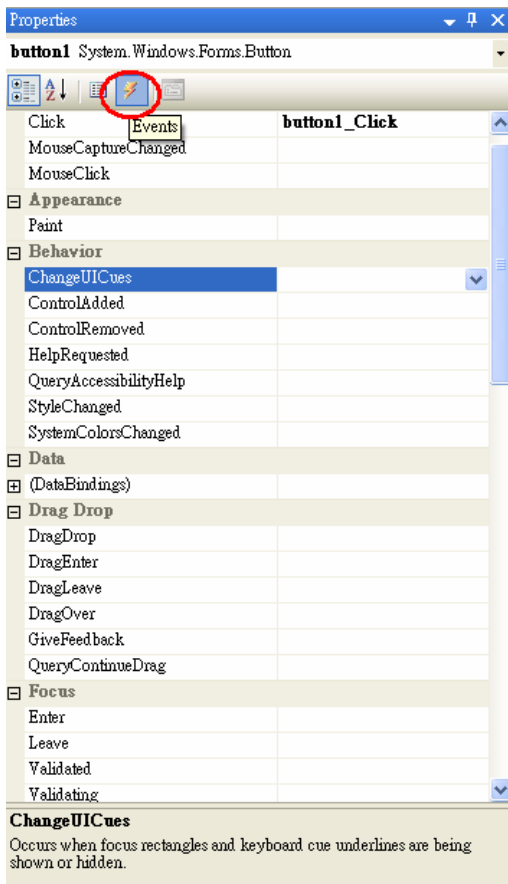 Properties
button1 System.Windows.Forms.Button
Events
Click button1_Click
MouseCaptureChanged
MouseClick
Appearance
Paint
Behavior
ChangeUICues
ControlAdded
ControlRemoved
HelpRequested
QueryAccessibilityHelp
StyleChanged
SystemColorsChanged
Data
(DataBindings)
Drag Drop
DragDrop
DragEnter
DragLeave
DragOver
GiveFeedback
QueryContinueDrag
Focus
Enter
Leave
Validated
Validating
ChangeUICues
Occurs when focus rectangles and keyboard cue underlines are being
shown or hidden.